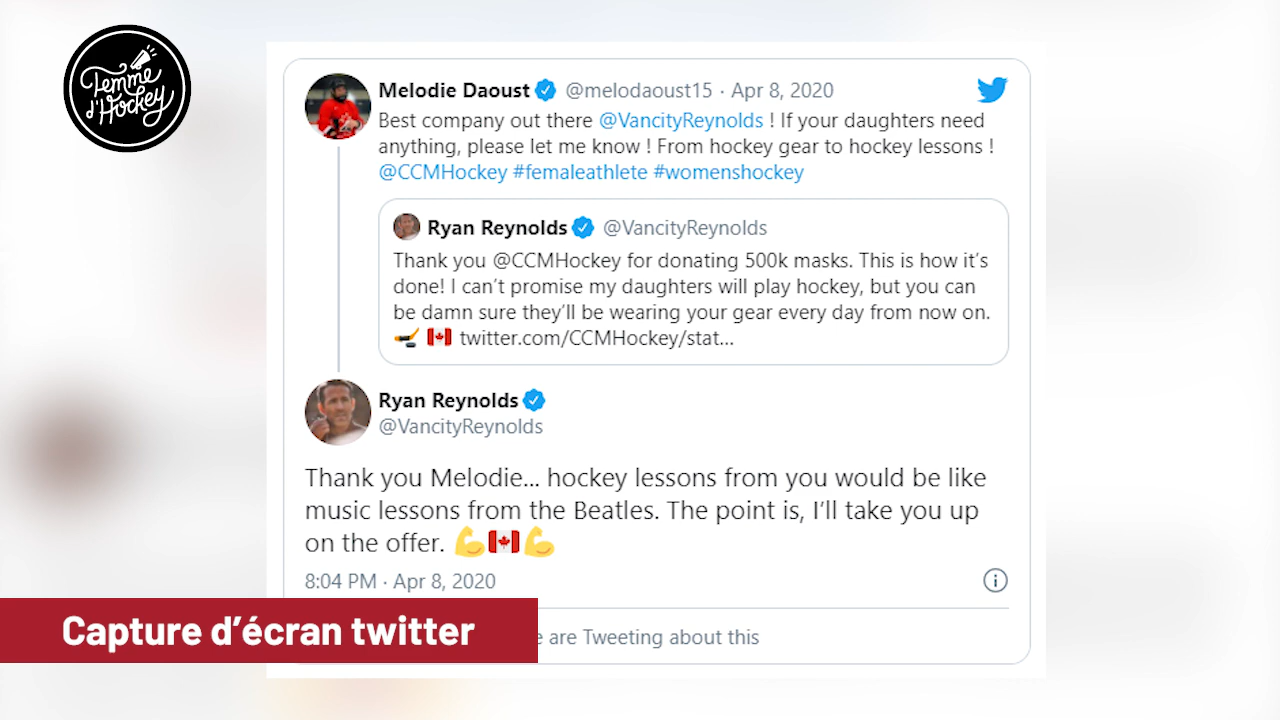 Femme
d'Hockey
Melodie Daoust @melodaoust15 · Apr 8, 2020
Best company out there @VancityReynolds ! If your daughters need
anything, please let me know ! From hockey gear to hockey lessons !
@CCMHockey #femaleathlete #womenshockey
Ryan Reynolds @VancityReynolds
Thank you @CCMHockey for donating 500k masks. This is how it's
done! I can't promise my daughters will play hockey, but you can
be damn sure they'll be wearing your gear every day from now on.
🏒 🇨🇦 twitter.com/CCMHockey/stat...
Ryan Reynolds
@VancityReynolds
Thank you Melodie... hockey lessons from you would be like
music lessons from the Beatles. The point is, I'll take you up
on the offer. 💪🇨🇦💪
8:04 PM · Apr 8, 2020
are Tweeting about this
Capture d'écran twitter